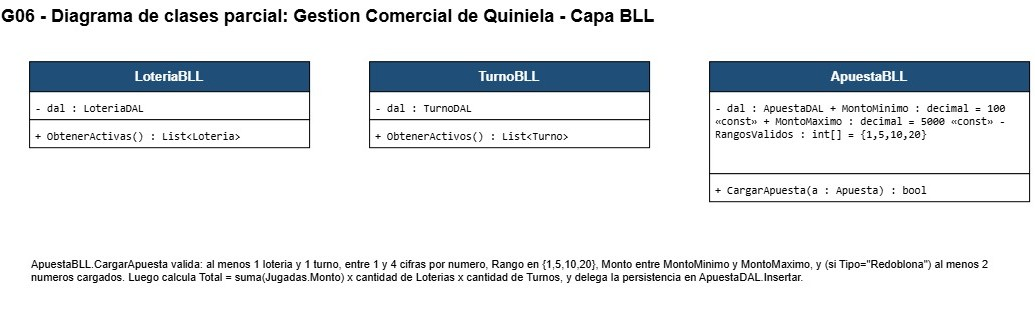 G06 - Diagrama de clases parcial: Gestion Comercial de Quiniela - Capa BLL
LoteriaBLL
- dal : LoteriaDAL
+ ObtenerActivas() : List<Loteria>
TurnoBLL
- dal : TurnoDAL
+ ObtenerActivos() : List<Turno>
ApuestaBLL
- dal : ApuestaDAL + MontoMinimo : decimal = 100
«const» + MontoMaximo : decimal = 5000 «const» -
RangosValidos : int[] = {1,5,10,20}
+ CargarApuesta(a : Apuesta) : bool
ApuestaBLL.CargarApuesta valida: al menos 1 loteria y 1 turno, entre 1 y 4 cifras por numero, Rango en {1,5,10,20}, Monto entre MontoMinimo y MontoMaximo, y (si Tipo="Redoblona") al menos 2
numeros cargados. Luego calcula Total = suma(Jugadas.Monto) x cantidad de Loterias x cantidad de Turnos, y delega la persistencia en ApuestaDAL.Insertar.